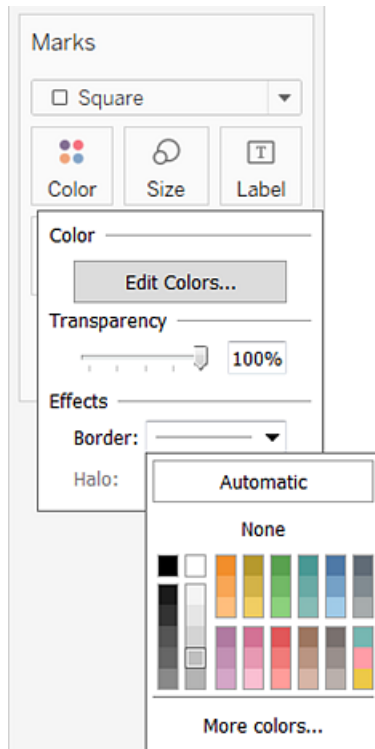 Marks
Square
Color Size Label
T
Color
Edit Colors...
Transparency
100%
Effects
Border:
Halo:
Automatic
None
More colors...